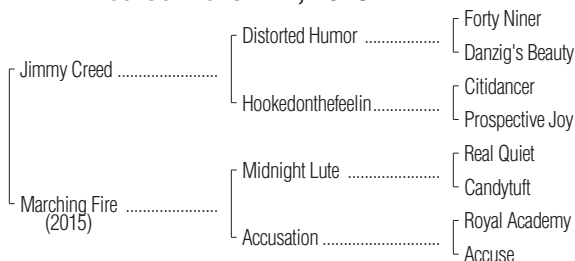 Forty Niner
Distorted Humor ...................
Danzig's Beauty
Jimmy Creed .........................
Citidancer
Hookedonthefeelin.................
Prospective Joy
Real Quiet
Midnight Lute .......................
Candytuft
Marching Fire .......................
(2015)
Royal Academy
Accusation .............................
Accuse